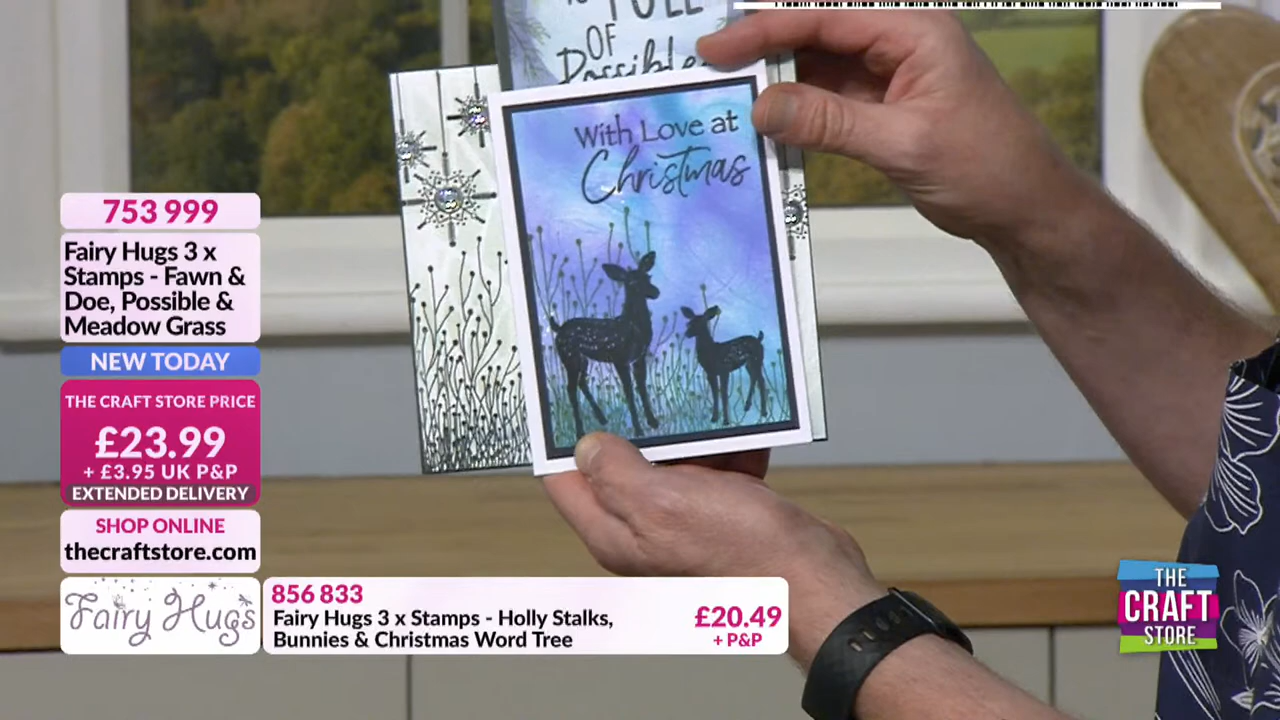 FULL
OF
With Love at
Christmas
753 999
Fairy Hugs 3 x
Stamps - Fawn &
Doe, Possible &
Meadow Grass
NEW TODAY
THE CRAFT STORE PRICE
£23.99
+ £3.95 UK P&P
EXTENDED DELIVERY
SHOP ONLINE
thecraftstore.com
Fairy Hugs
856 833
Fairy Hugs 3 x Stamps - Holly Stalks,
Bunnies & Christmas Word Tree
£20.49
+ P&P
THE
CRAFT
STORE